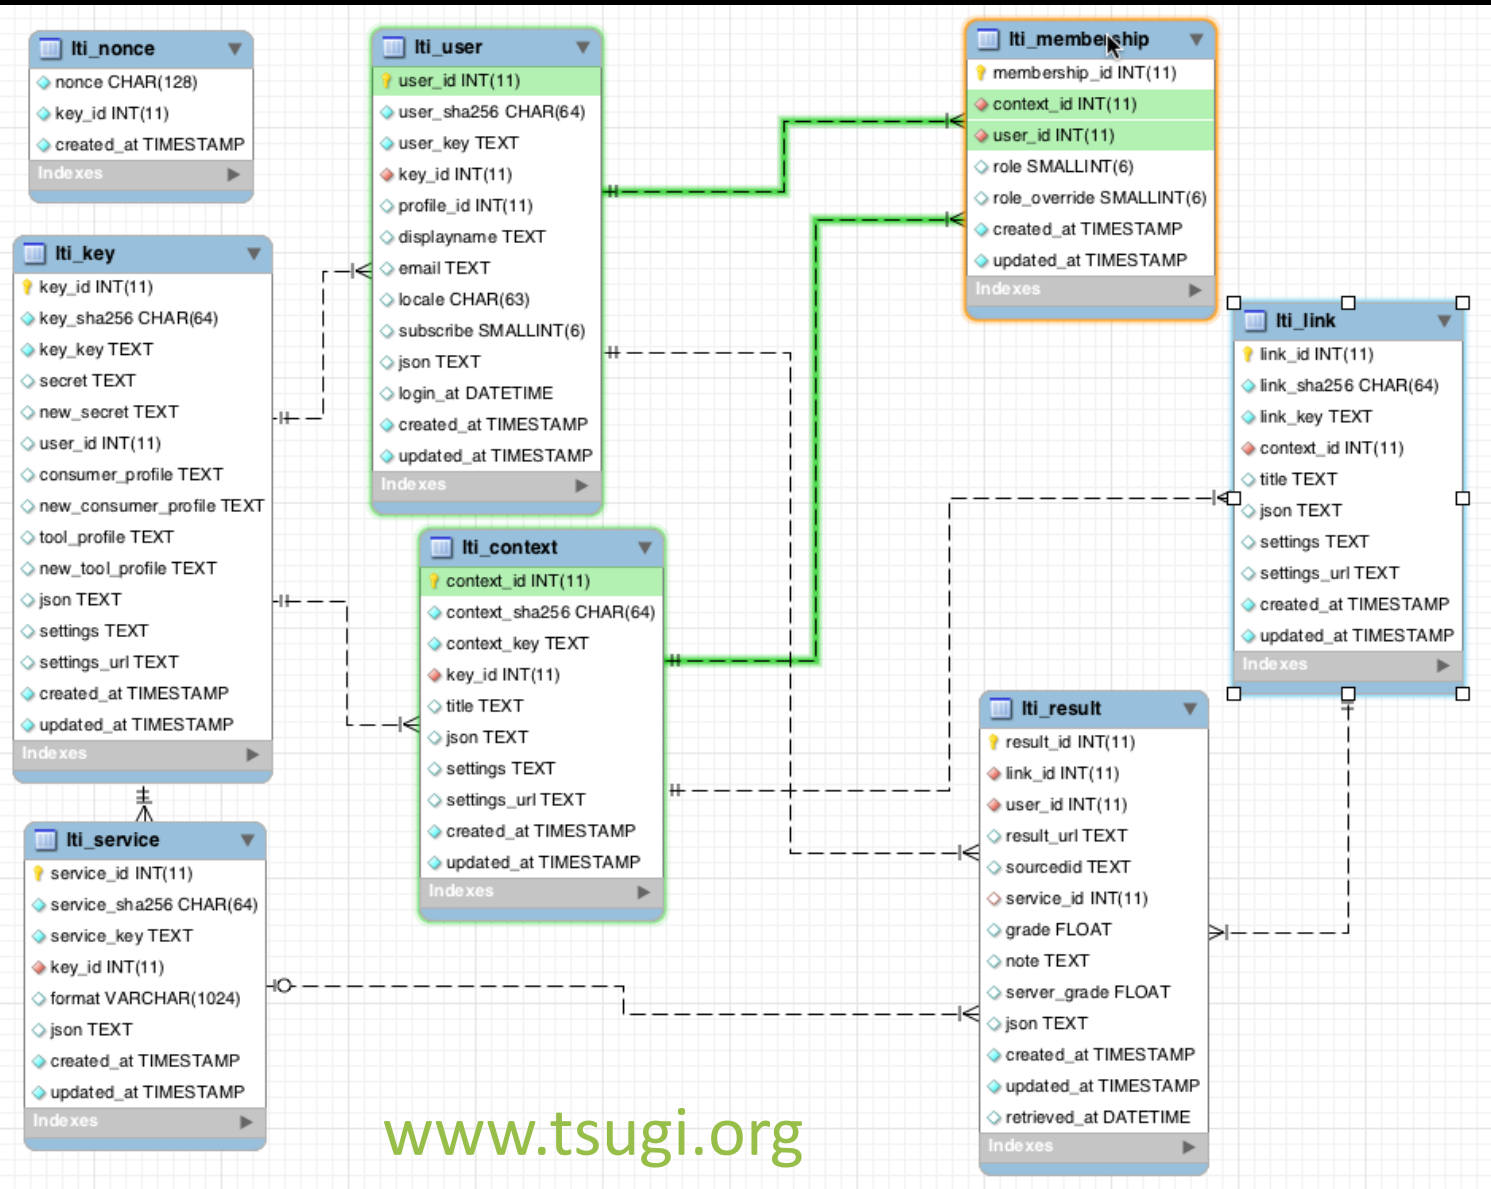 lti_nonce
nonce CHAR(128)
key_id INT(11)
created_at TIMESTAMP
Indexes
lti_key
key_id INT(11)
key_sha256 CHAR(64)
key_key TEXT
secret TEXT
new_secret TEXT
user_id INT(11)
consumer_profile TEXT
new_consumer_profile TEXT
tool_profile TEXT
new_tool_profile TEXT
json TEXT
settings TEXT
settings_url TEXT
created_at TIMESTAMP
updated_at TIMESTAMP
Indexes
lti_service
service_id INT(11)
service_sha256 CHAR(64)
service_key TEXT
key_id INT(11)
format VARCHAR(1024)
json TEXT
created_at TIMESTAMP
updated_at TIMESTAMP
Indexes
lti_user
user_id INT(11)
user_sha256 CHAR(64)
user_key TEXT
key_id INT(11)
profile_id INT(11)
displayname TEXT
email TEXT
locale CHAR(63)
subscribe SMALLINT(6)
json TEXT
login_at DATETIME
created_at TIMESTAMP
updated_at TIMESTAMP
Indexes
lti_context
context_id INT(11)
context_sha256 CHAR(64)
context_key TEXT
key_id INT(11)
title TEXT
json TEXT
settings TEXT
settings_url TEXT
created_at TIMESTAMP
updated_at TIMESTAMP
Indexes
lti_membership
membership_id INT(11)
context_id INT(11)
user_id INT(11)
role SMALLINT(6)
role_override SMALLINT(6)
created_at TIMESTAMP
updated_at TIMESTAMP
Indexes
lti_link
link_id INT(11)
link_sha256 CHAR(64)
link_key TEXT
context_id INT(11)
title TEXT
json TEXT
settings TEXT
settings_url TEXT
created_at TIMESTAMP
updated_at TIMESTAMP
Indexes
lti_result
result_id INT(11)
link_id INT(11)
user_id INT(11)
result_url TEXT
sourcedid TEXT
service_id INT(11)
grade FLOAT
note TEXT
server_grade FLOAT
json TEXT
created_at TIMESTAMP
updated_at TIMESTAMP
retrieved_at DATETIME
Indexes
www.tsugi.org